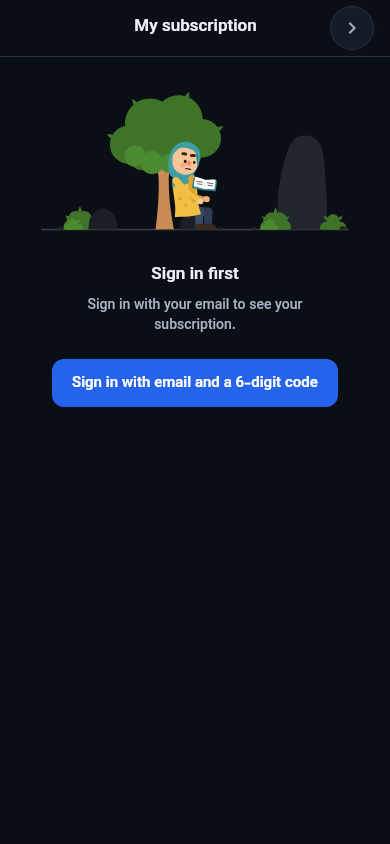 My subscription
Sign in first
Sign in with your email to see your
subscription.
Sign in with email and a 6-digit code